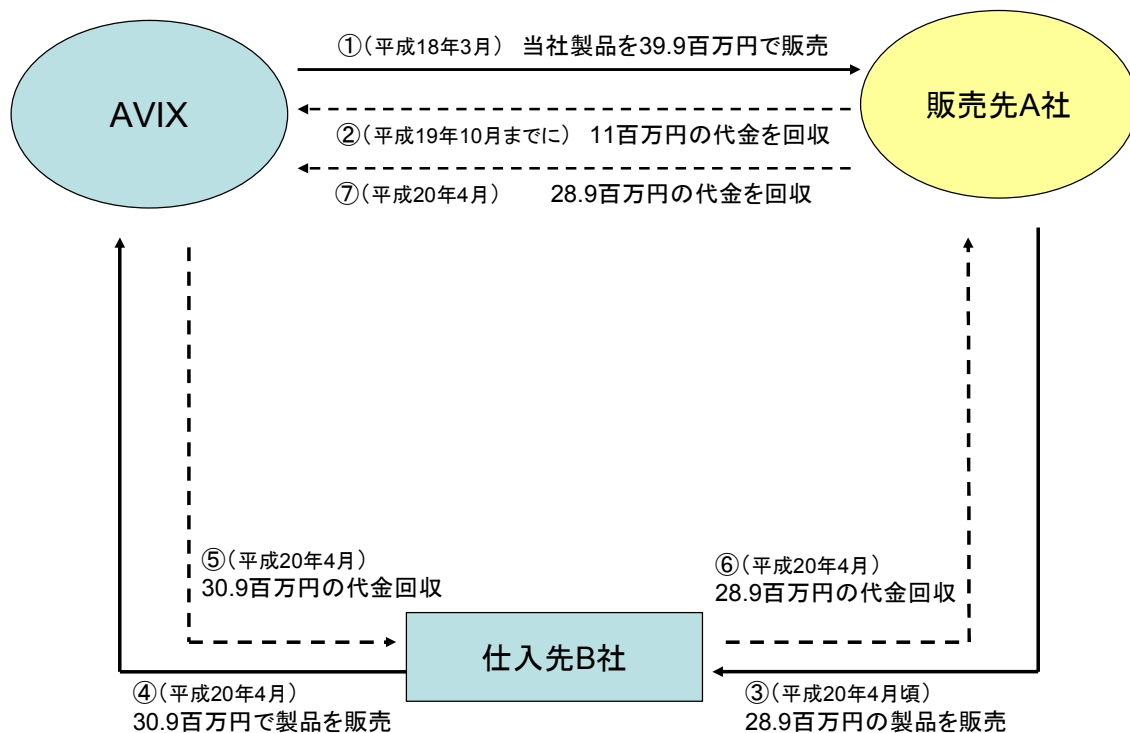 ①(平成18年3月) 当社製品を39.9百万円で販売
AVIX
販売先A社
②(平成19年10月までに) 11百万円の代金を回収
⑦(平成20年4月) 28.9百万円の代金を回収
⑤(平成20年4月)
30.9百万円の代金回収
⑥(平成20年4月)
28.9百万円の代金回収
仕入先B社
④(平成20年4月)
30.9百万円で製品を販売
③(平成20年4月頃)
28.9百万円の製品を販売